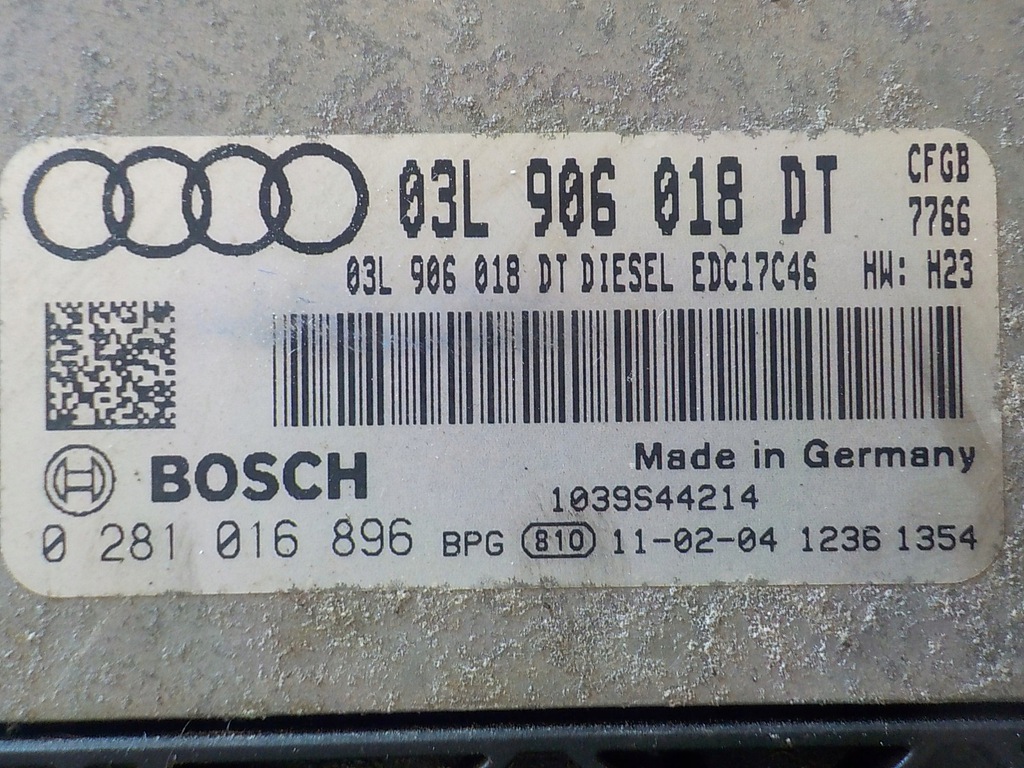 03L 906 018 DT CFGB
7766
03L 906 018 DT DIESEL EDC17C46 HW: H23
BOSCH
Made in Germany
1039S44214
0 281 016 896 BPG 810 11-02-04 1236 1354